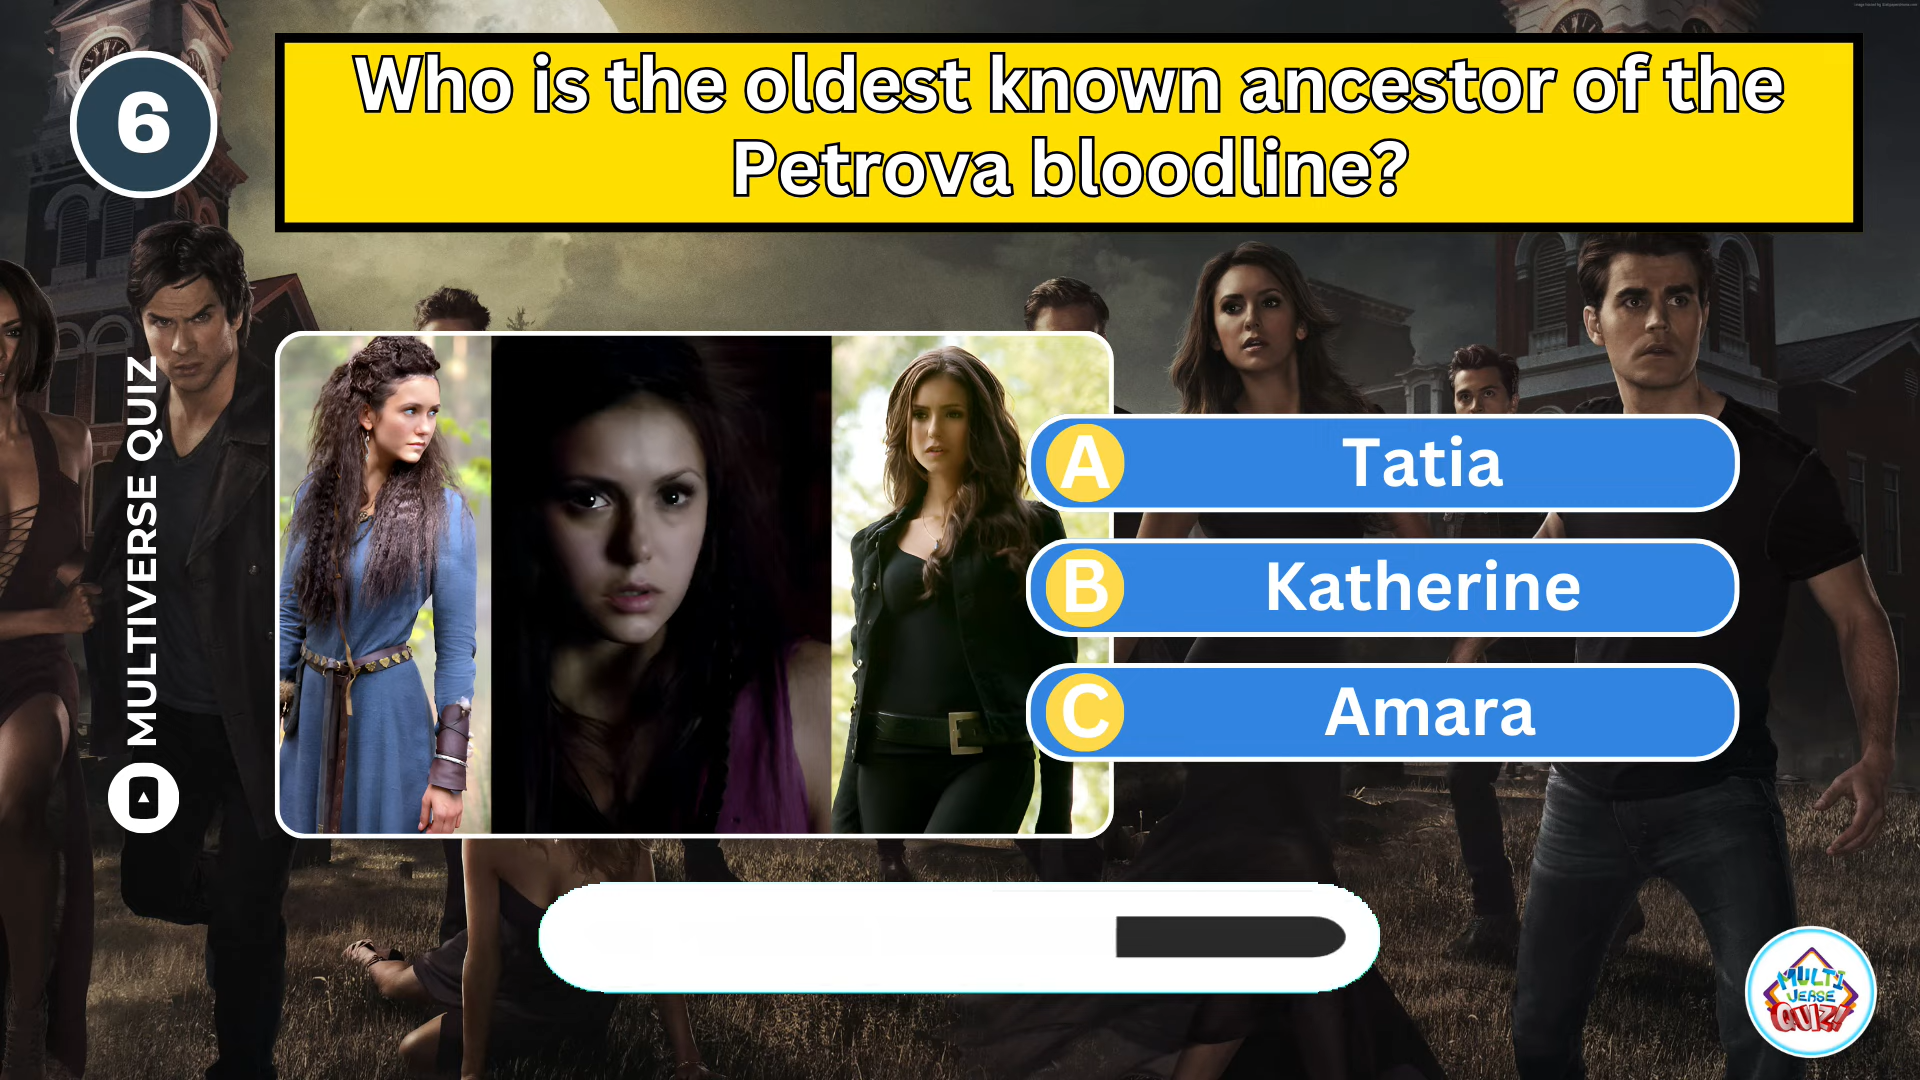 6
Who is the oldest known ancestor of the
Petrova bloodline?
MULTIVERSE QUIZ
A Tatia
B Katherine
C Amara
MULTI
VERSE
QUIZ!